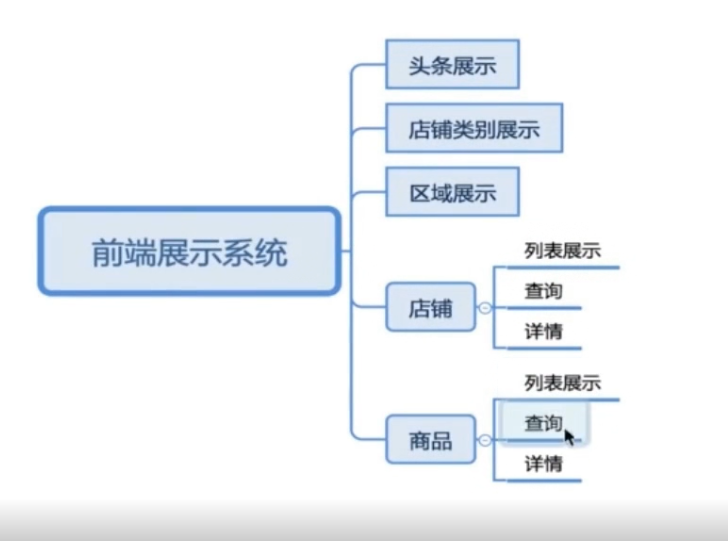 头条展示
店铺类别展示
区域展示
前端展示系统
店铺
列表展示
查询
详情
商品
列表展示
查询
详情